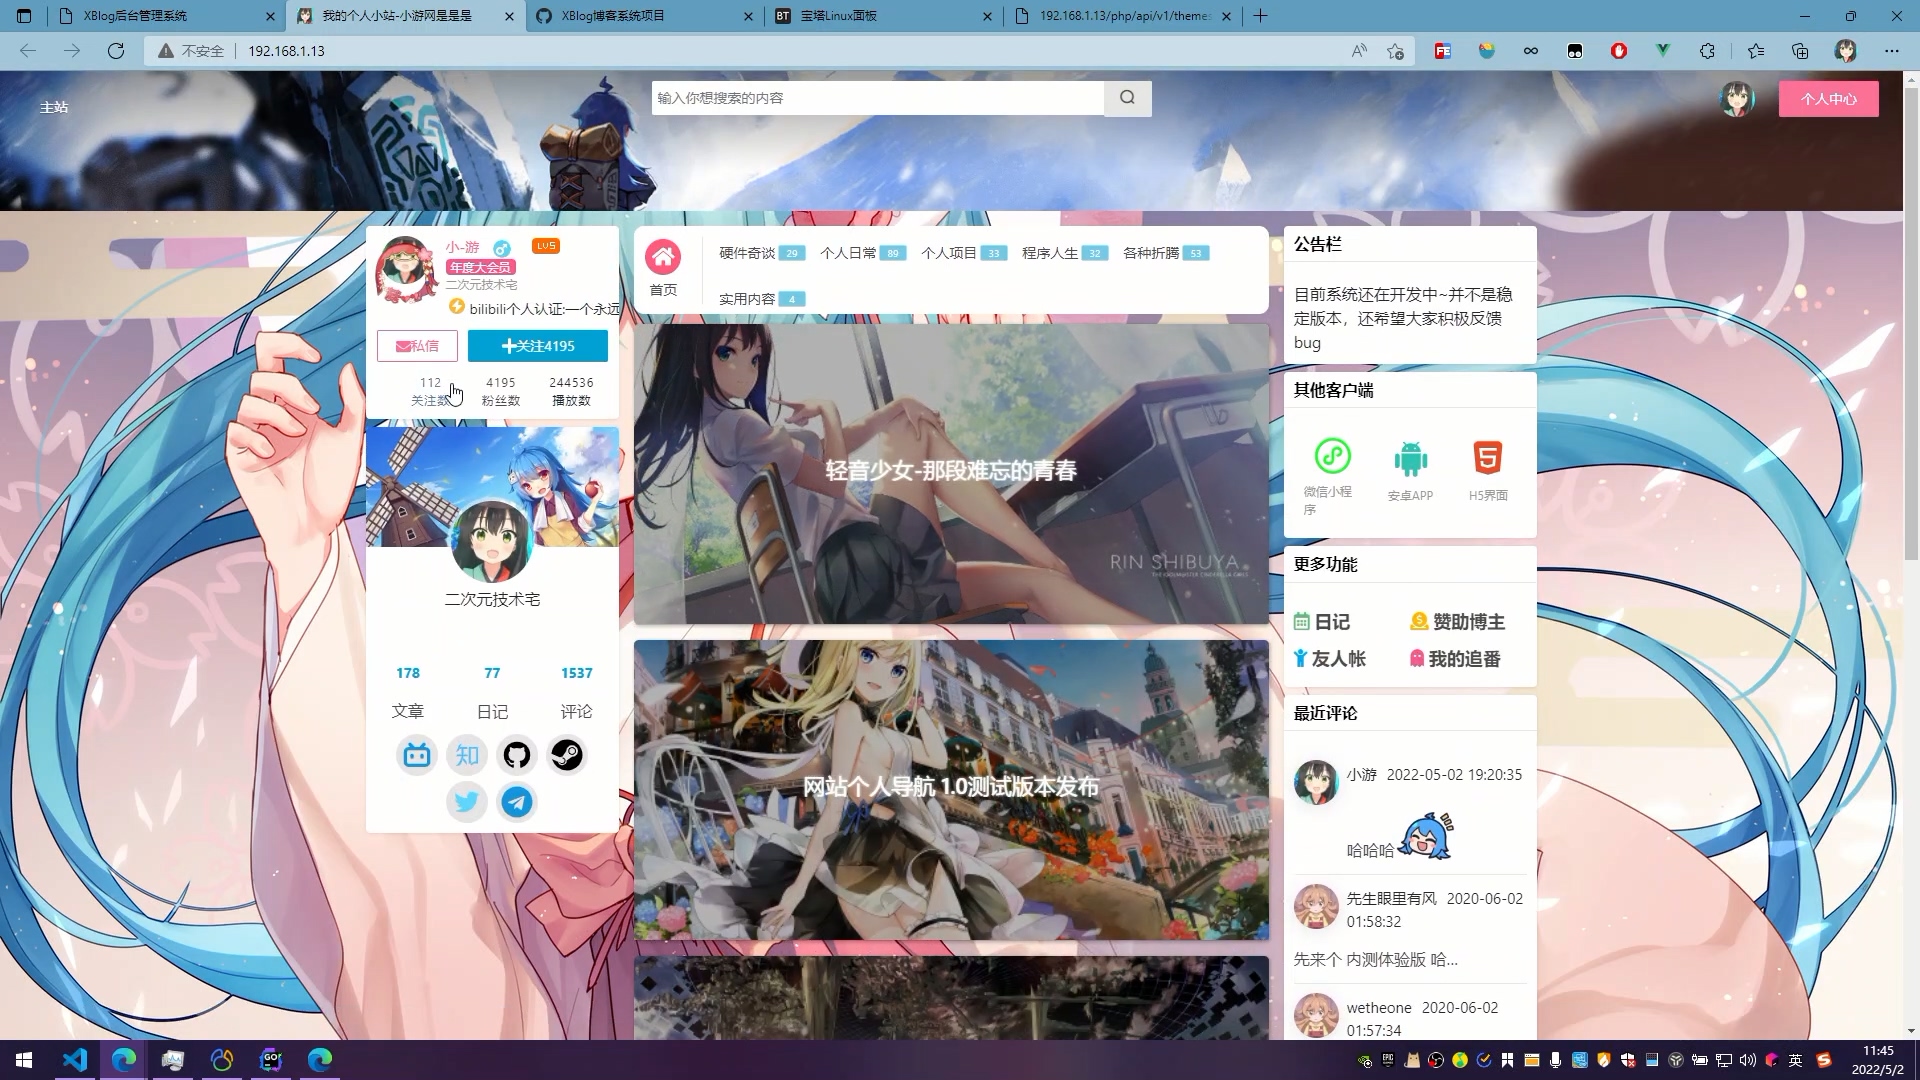 XBlog后台管理系统
我的个人小站-小游网是是是
XBlog博客系统项目
BT 宝塔Linux面板
192.168.1.13/php/api/v1/themes
不安全
192.168.1.13
主站
输入你想搜索的内容
个人中心
小-游 LV5
年度大会员
二次元技术宅
bilibili个人认证:一个永远
私信
关注4195
112 4195 244536
关注数 粉丝数 播放数
二次元技术宅
178 77 1537
文章 日记 评论
知
首页
硬件奇谈 29 个人日常 89 个人项目 33 程序人生 32 各种折腾 53
实用内容 4
轻音少女-那段难忘的青春
RIN SHIBUYA
THE IDOLM@STER CINDERELLA GIRLS
网站个人导航 1.0测试版本发布
公告栏
目前系统还在开发中~并不是稳
定版本，还希望大家积极反馈
bug
其他客户端
微信小程
序
安卓APP
H5界面
更多功能
日记 赞助博主
友人帐 我的追番
最近评论
小游 2022-05-02 19:20:35
哈哈哈
先生眼里有风 2020-06-02
01:58:32
先来个 内测体验版 哈...
wetheone 2020-06-02
01:57:34
英
11:45
2022/5/2